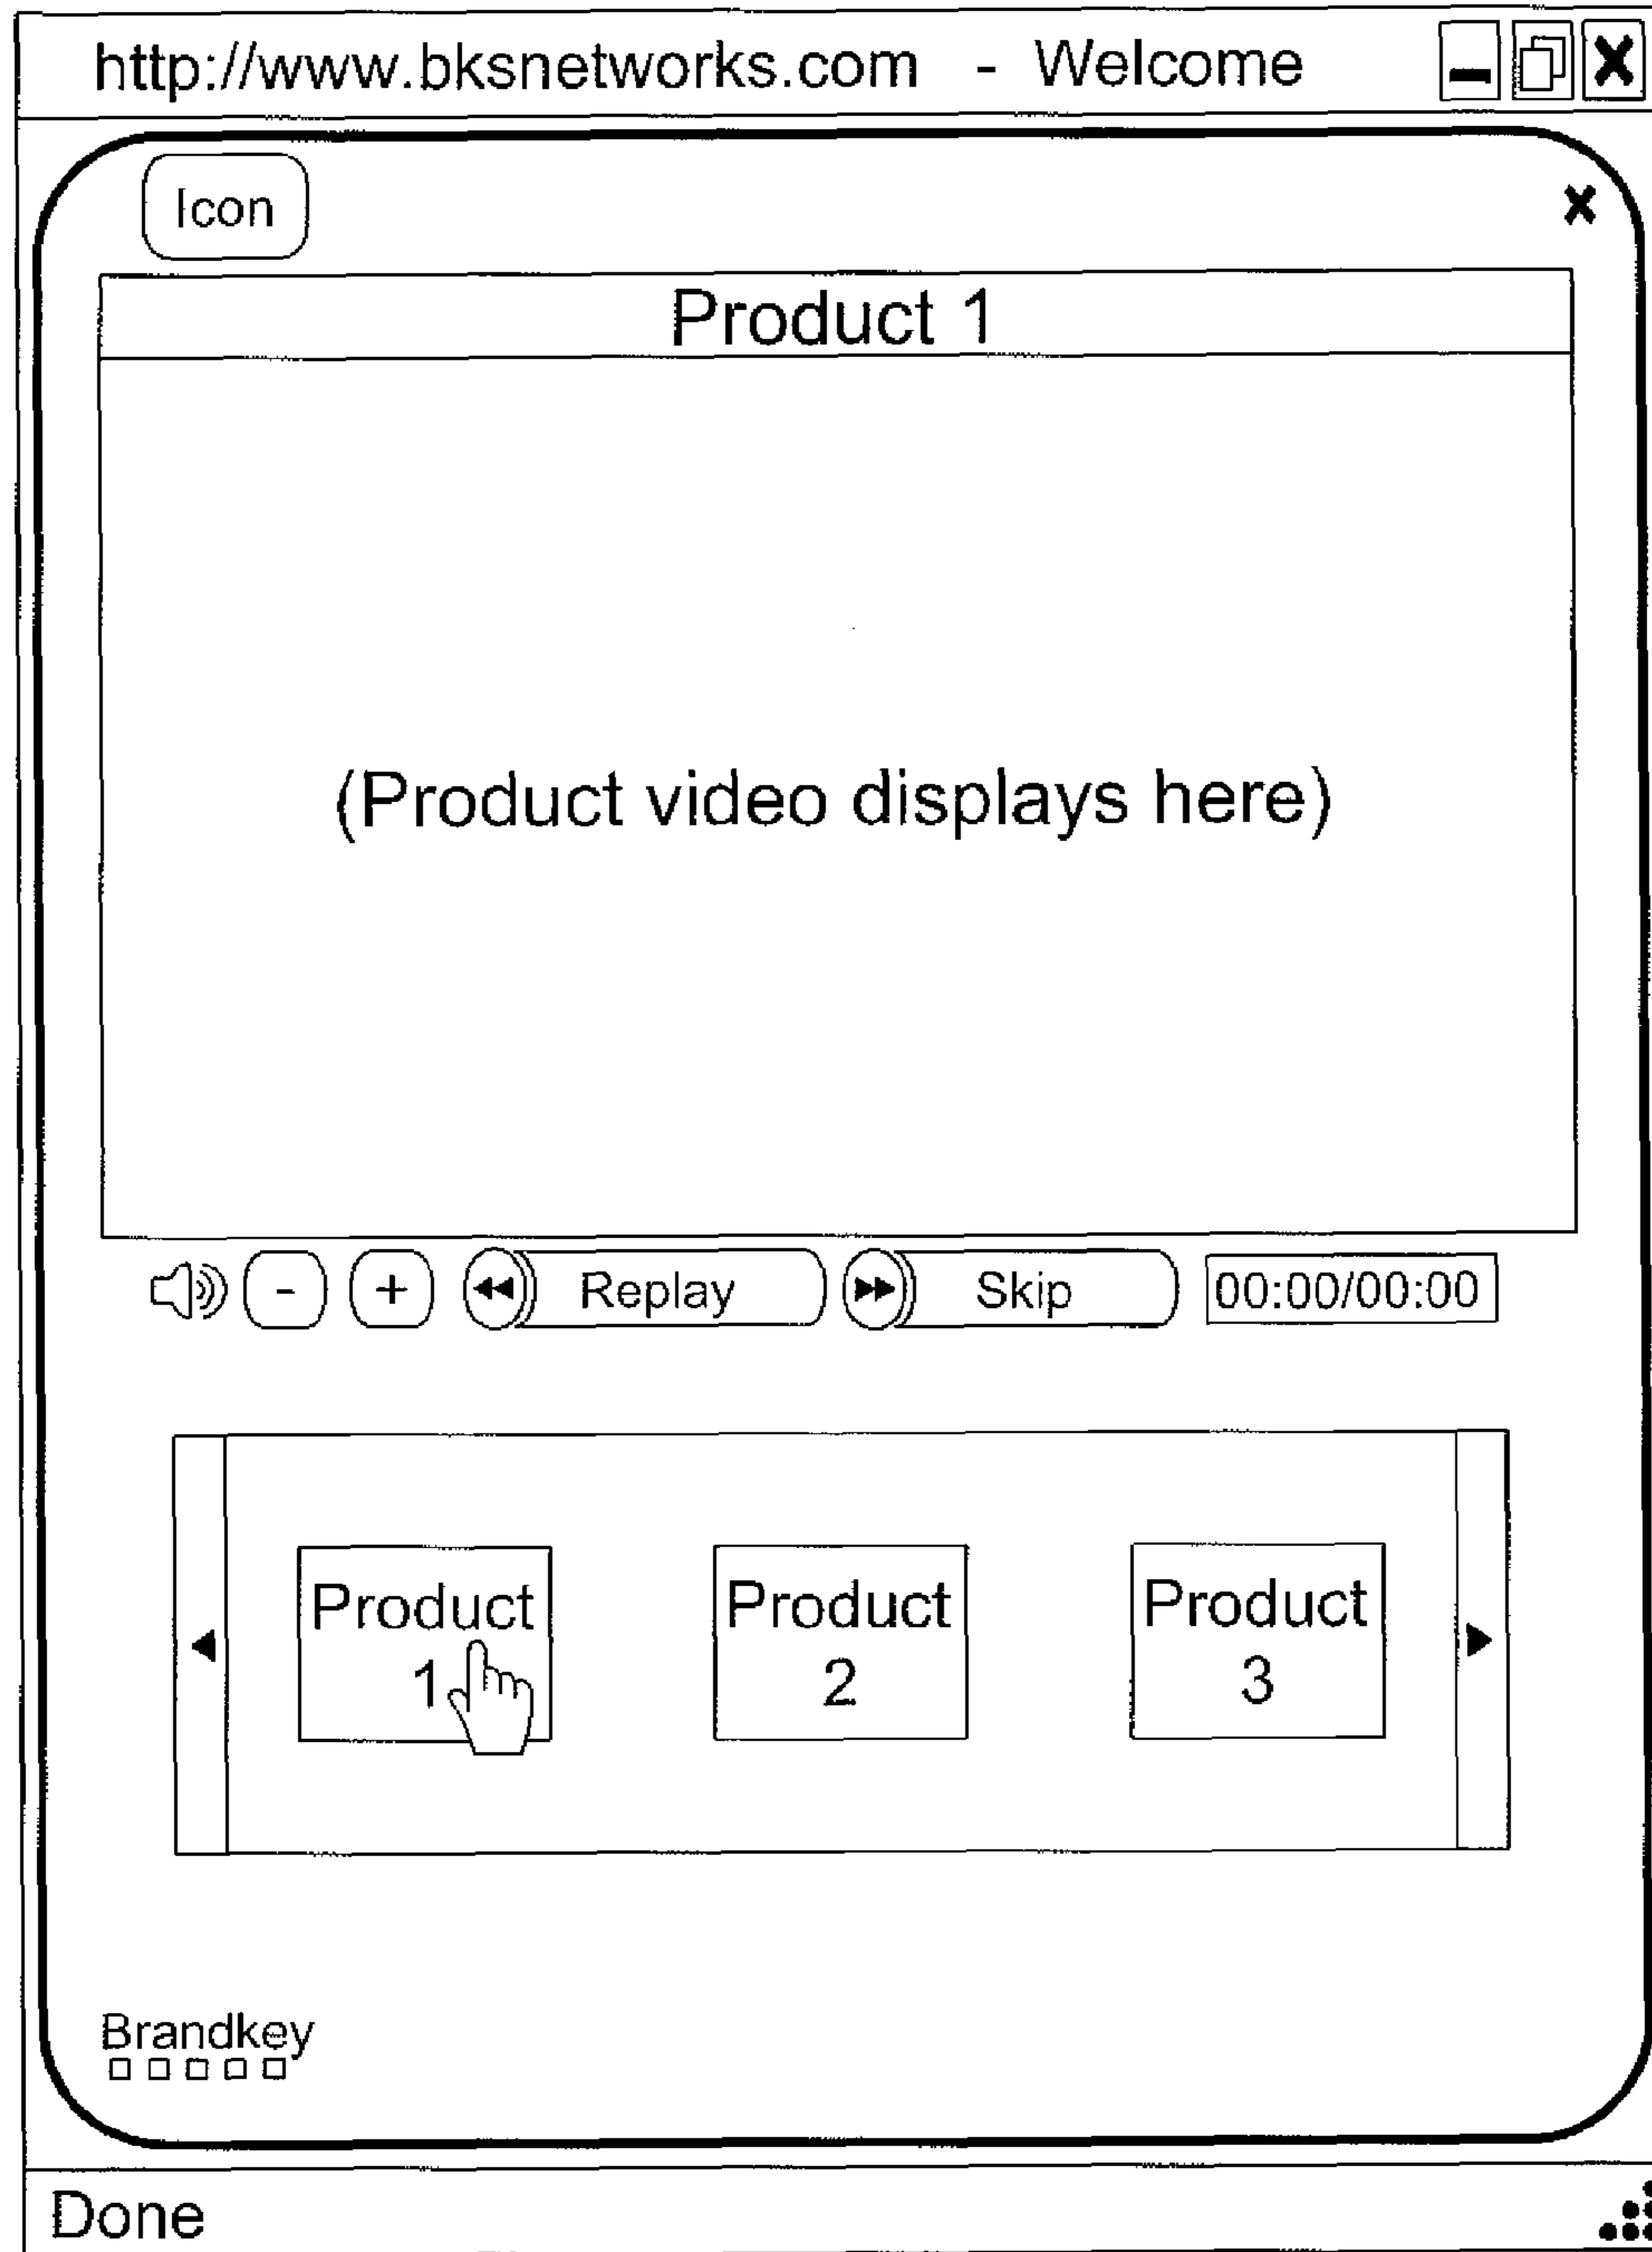 http://www.bksnetworks.com - Welcome
Icon
Product 1
(Product video displays here)
- + Replay Skip 00:00/00:00
Product Product Product
1 2 3
Brandkey
Done